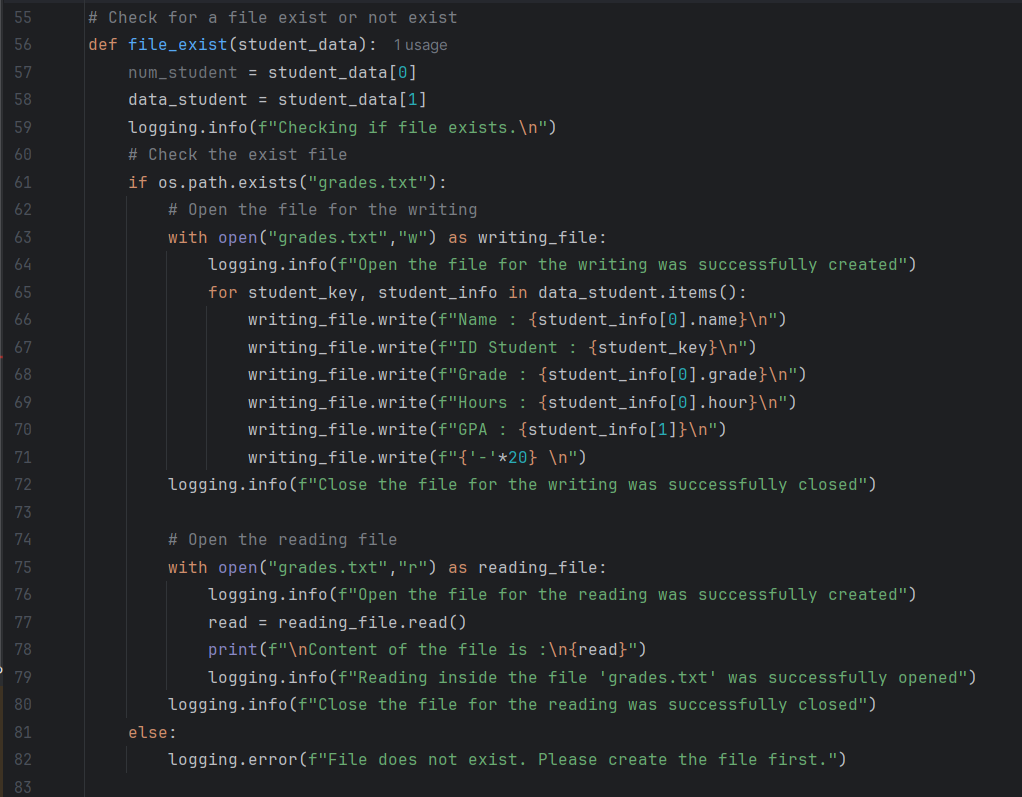 55 # Check for a file exist or not exist
56 def file_exist(student_data): 1 usage
57 num_student = student_data[0]
58 data_student = student_data[1]
59 logging.info(f"Checking if file exists.\n")
60 # Check the exist file
61 if os.path.exists("grades.txt"):
62 # Open the file for the writing
63 with open("grades.txt","w") as writing_file:
64 logging.info(f"Open the file for the writing was successfully created")
65 for student_key, student_info in data_student.items():
66 writing_file.write(f"Name : {student_info[0].name}\n")
67 writing_file.write(f"ID Student : {student_key}\n")
68 writing_file.write(f"Grade : {student_info[0].grade}\n")
69 writing_file.write(f"Hours : {student_info[0].hour}\n")
70 writing_file.write(f"GPA : {student_info[1]}\n")
71 writing_file.write(f"{'-'*20} \n")
72 logging.info(f"Close the file for the writing was successfully closed")
73
74 # Open the reading file
75 with open("grades.txt","r") as reading_file:
76 logging.info(f"Open the file for the reading was successfully created")
77 read = reading_file.read()
78 print(f"\nContent of the file is :\n{read}")
79 logging.info(f"Reading inside the file 'grades.txt' was successfully opened")
80 logging.info(f"Close the file for the reading was successfully closed")
81 else:
82 logging.error(f"File does not exist. Please create the file first.")
83